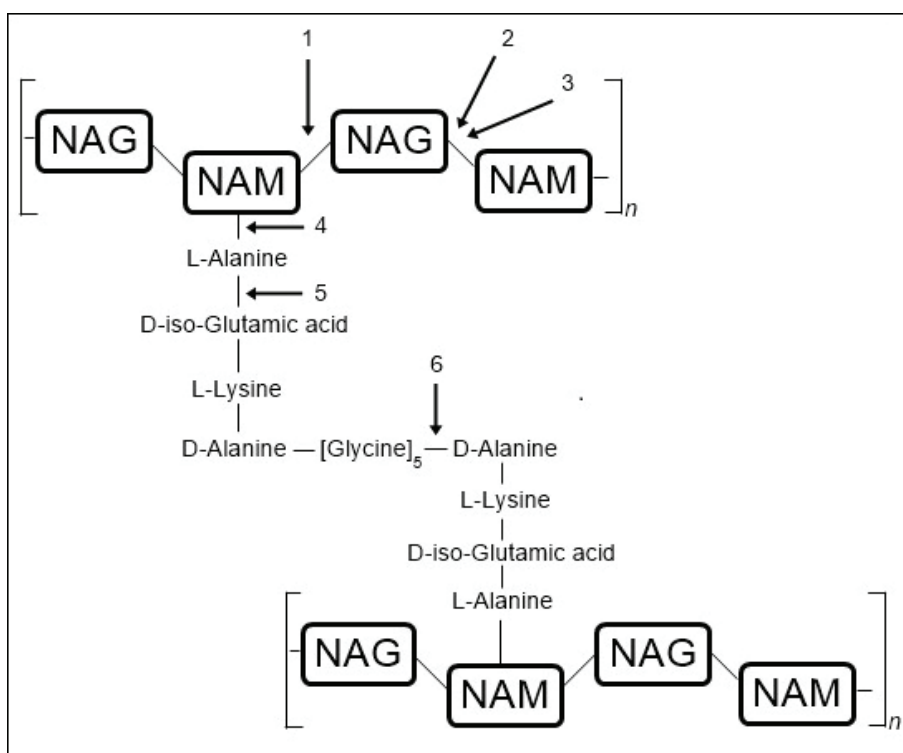 1 2
3
NAG NAG
NAM NAM
n
4
L-Alanine
5
D-iso-Glutamic acid
6
L-Lysine
D-Alanine — [Glycine]5 — D-Alanine
L-Lysine
D-iso-Glutamic acid
L-Alanine
NAG NAG
NAM NAM
n